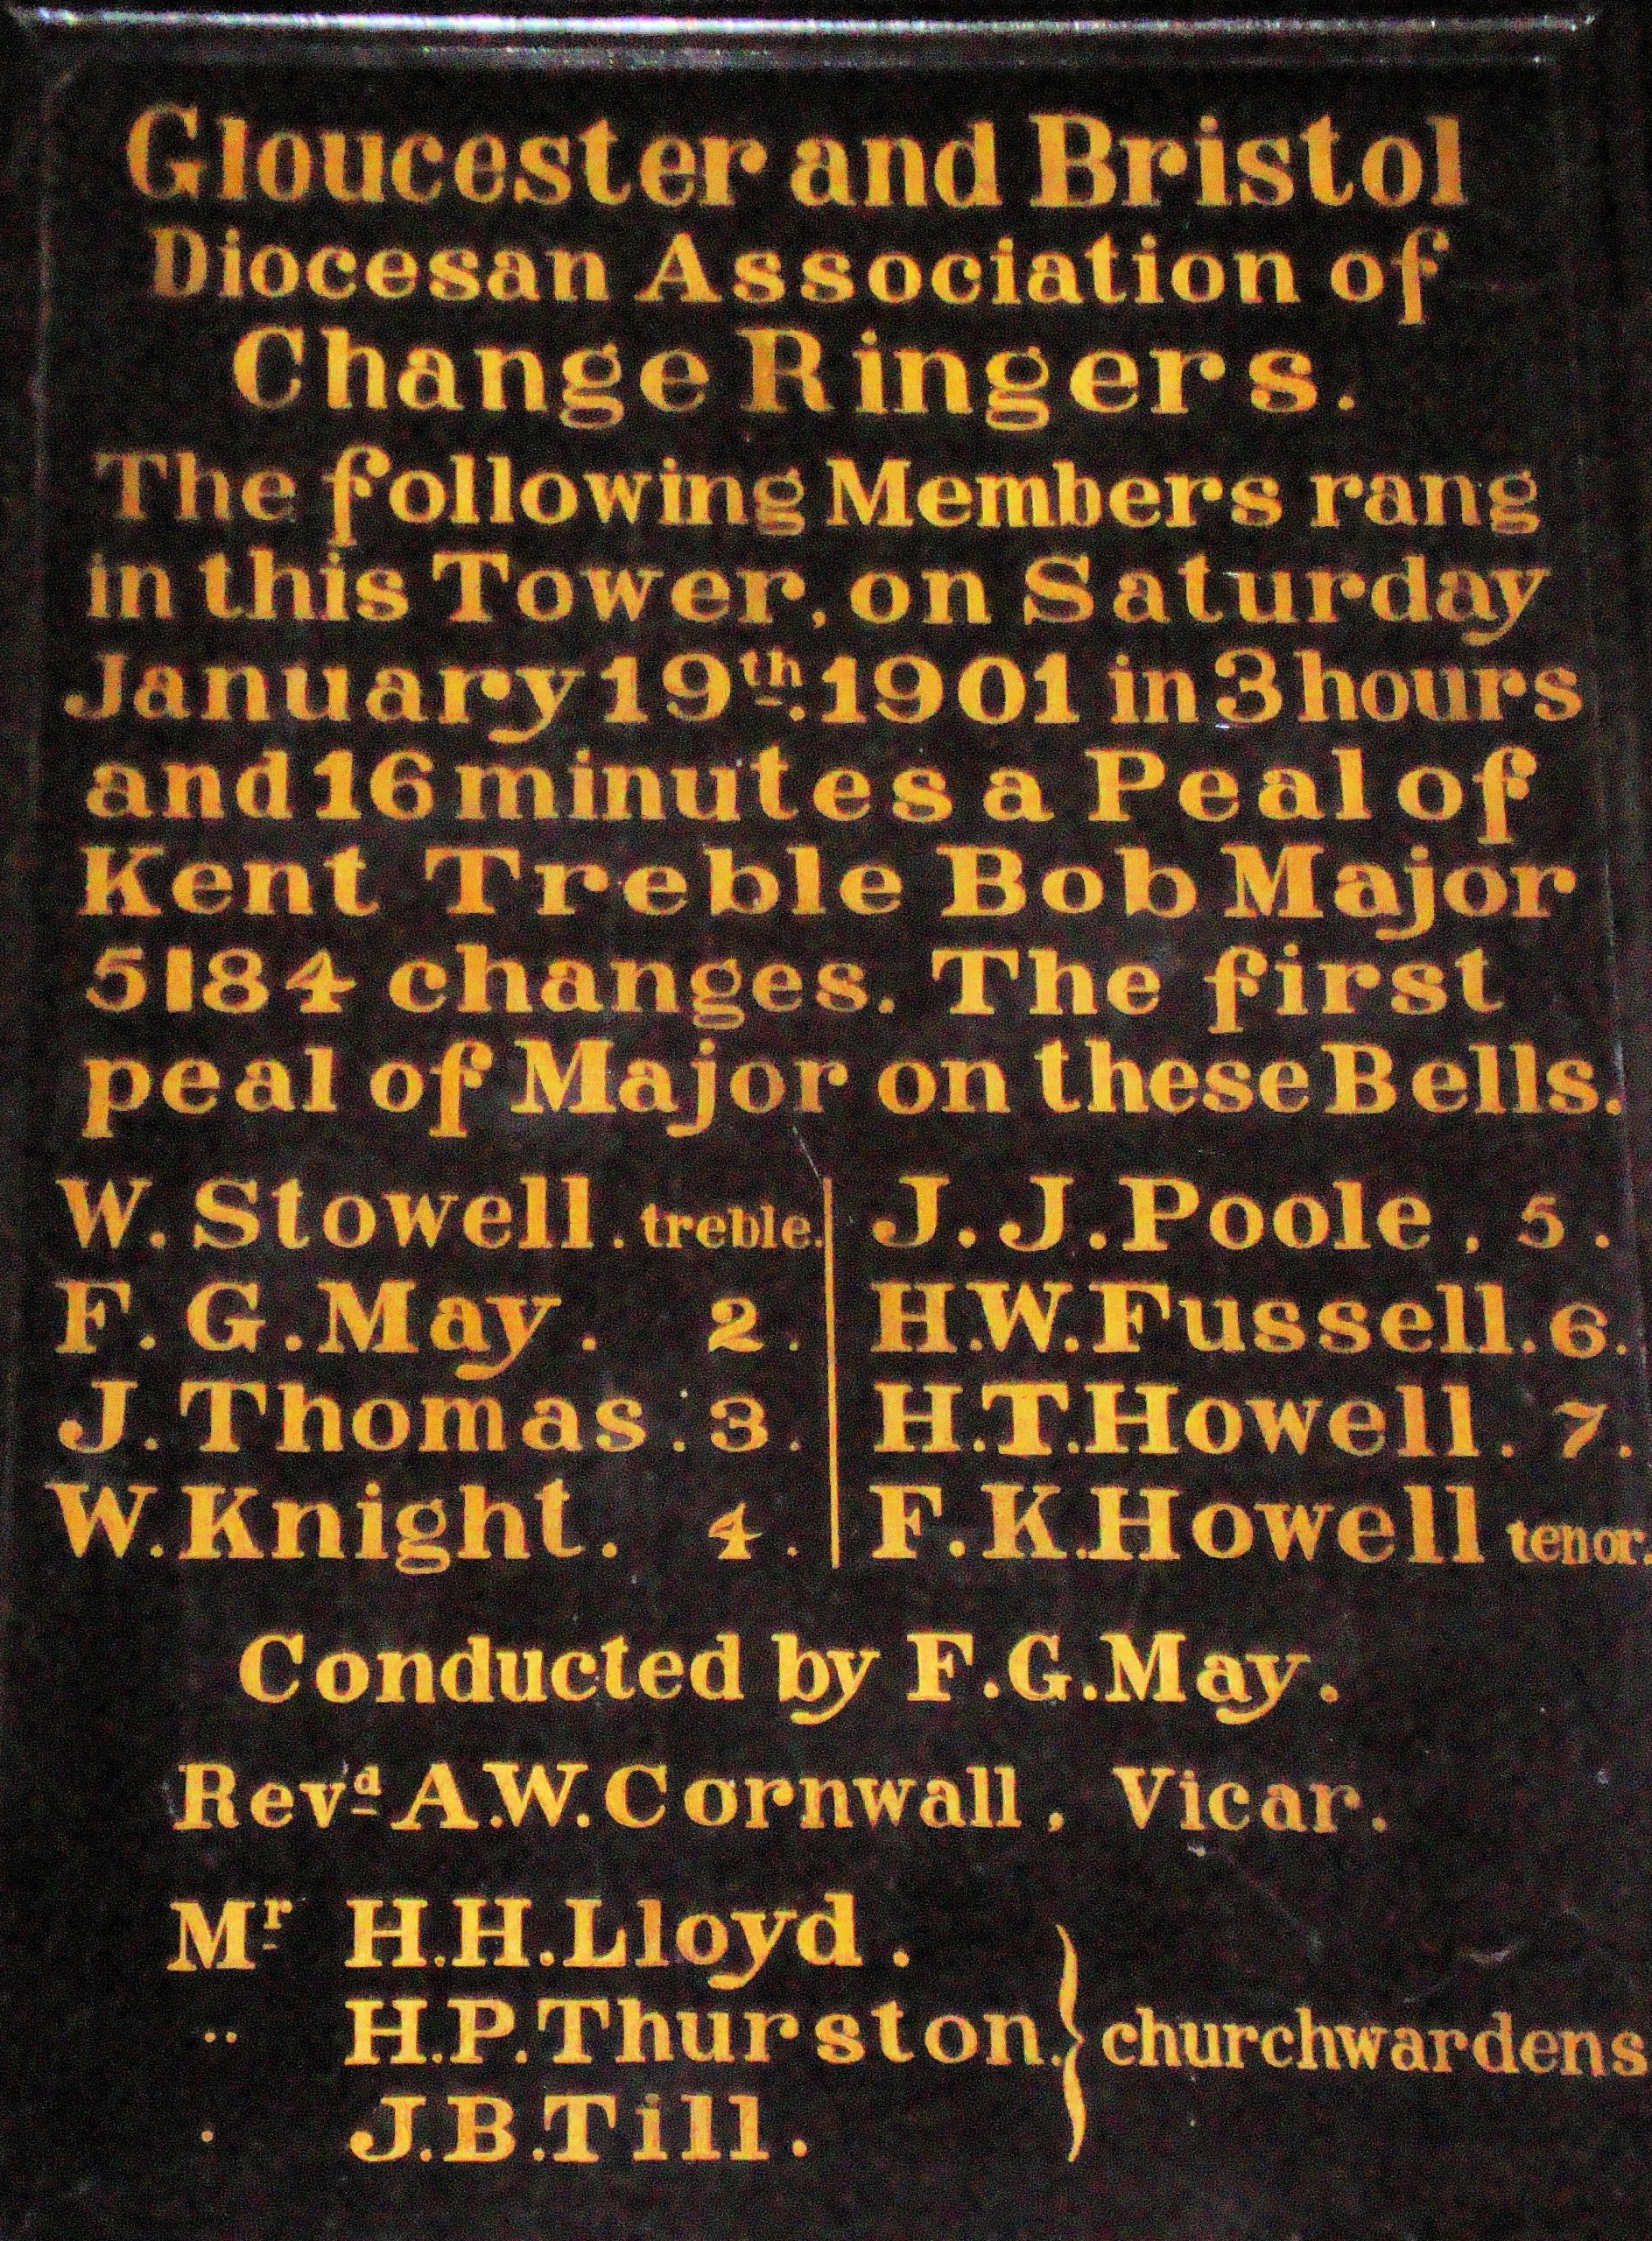 Gloucester and Bristol
Diocesan Association of
Change Ringers.
The following Members rang
in this Tower, on Saturday
January 19th. 1901 in 3 hours
and 16 minutes a Peal of
Kent Treble Bob Major
5184 changes. The first
peal of Major on these Bells.
W. Stowell. treble.
F. G. May. 2.
J. Thomas. 3.
W. Knight. 4.
J. J. Poole, 5.
H.W. Fussell. 6.
H.T. Howell. 7.
F.K. Howell tenor.
Conducted by F.G. May.
Revd A.W. Cornwall, Vicar.
Mr H.H. Lloyd.
" H.P. Thurston.
J.B. Till.
churchwardens